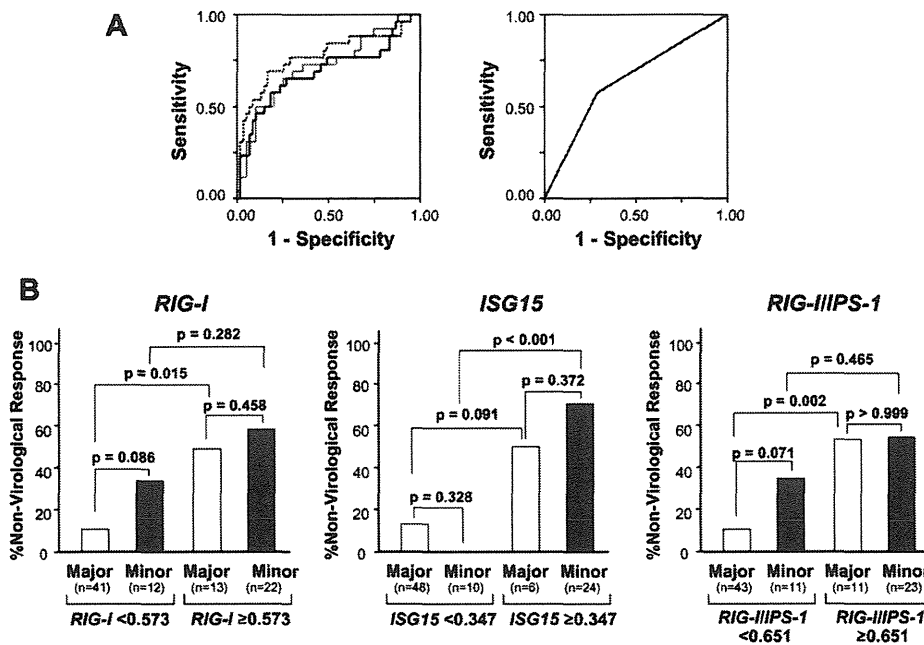 A
1.00
0.50
0.00
Sensitivity
0.00 0.50 1.00
1 - Specificity
1.00
0.50
0.00
Sensitivity
0.00 0.50 1.00
1 - Specificity
B
RIG-I
%Non-Virological Response
100
80
60
40
20
0
p = 0.282
p = 0.015
p = 0.458
p = 0.086
Major Minor Major Minor
(n=41) (n=12) (n=13) (n=22)
RIG-I <0.573 RIG-I ≥0.573
ISG15
%Non-Virological Response
100
80
60
40
20
0
p < 0.001
p = 0.372
p = 0.091
p = 0.328
Major Minor Major Minor
(n=48) (n=10) (n=6) (n=24)
ISG15 <0.347 ISG15 ≥0.347
RIG-I/IPS-1
%Non-Virological Response
100
80
60
40
20
0
p = 0.465
p = 0.002
p > 0.999
p = 0.071
Major Minor Major Minor
(n=43) (n=11) (n=11) (n=23)
RIG-I/IPS-1 RIG-I/IPS-1
<0.651 ≥0.651